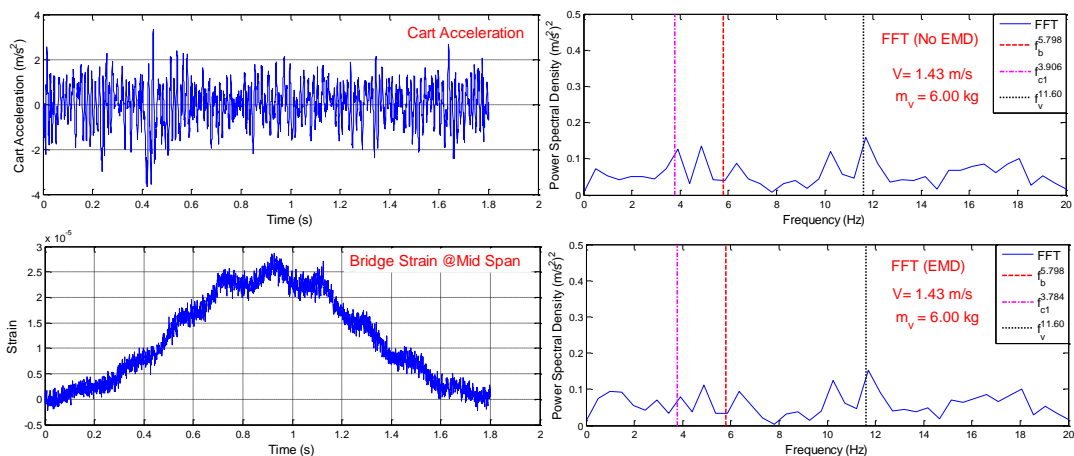 Cart Acceleration
Cart Acceleration (m/s²)
4
2
0
-2
-4
0
0.2
0.4
0.6
0.8
1
1.2
1.4
1.6
1.8
2
Time (s)
FFT (No EMD)
V= 1.43 m/s
m_v = 6.00 kg
FFT
f_b^5.798
f_c1^3.906
f_v^11.60
Power Spectral Density (m/s²)²
0.5
0.4
0.3
0.2
0.1
0
0
2
4
6
8
10
12
14
16
18
20
Frequency (Hz)
x 10⁻⁵
Bridge Strain @Mid Span
Strain
3
2.5
2
1.5
1
0.5
0
-0.5
0
0.2
0.4
0.6
0.8
1
1.2
1.4
1.6
1.8
2
Time (s)
FFT (EMD)
V= 1.43 m/s
m_v = 6.00 kg
FFT
f_b^5.798
f_c1^3.784
f_v^11.60
Power Spectral Density (m/s²)²
0.5
0.4
0.3
0.2
0.1
0
0
2
4
6
8
10
12
14
16
18
20
Frequency (Hz)